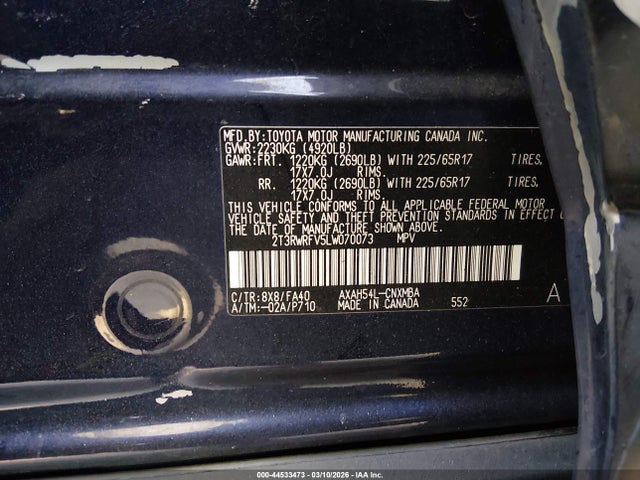 MFD.BY:TOYOTA MOTOR MANUFACTURING CANADA INC.
GVWR:2230KG (4920LB)
GAWR:FRT. 1220KG (2690LB) WITH 225/65R17 TIRES,
17X7.0J RIMS.
RR. 1220KG (2690LB) WITH 225/65R17 TIRES,
17X7.0J RIMS.
THIS VEHICLE CONFORMS TO ALL APPLICABLE FEDERAL MOTOR
VEHICLE SAFETY AND THEFT PREVENTION STANDARDS IN EFFECT
THE DATE OF MANUFACTURE SHOWN ABOVE.
2T3RWRFV5LW070073 MPV
C/TR:8X8/FA40 AXAH54L-CNXMBA A
A/TM:-02A/P710 MADE IN CANADA 552
000-44533473 - 03/10/2026 - IAA Inc.